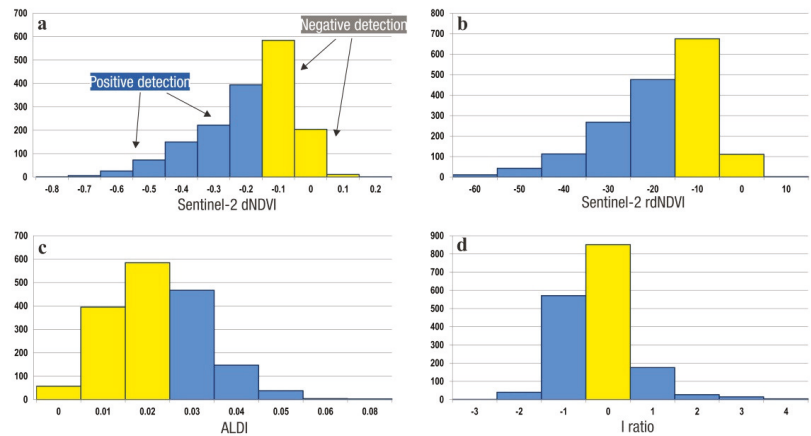 a
Negative detection
Positive detection
700
600
500
400
300
200
100
0
-0.8 -0.7 -0.6 -0.5 -0.4 -0.3 -0.2 -0.1 0 0.1 0.2
Sentinel-2 dNDVI
b
800
700
600
500
400
300
200
100
0
-60 -50 -40 -30 -20 -10 0 10
Sentinel-2 rdNDVI
c
700
600
500
400
300
200
100
0
0 0.01 0.02 0.03 0.04 0.05 0.06 0.08
ALDI
d
900
800
700
600
500
400
300
200
100
0
-3 -2 -1 0 1 2 3 4
I ratio